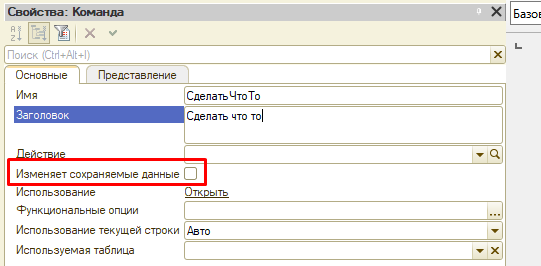 Свойства: Команда
Базов
Поиск (Ctrl+Alt+I)
Основные Представление
Имя СделатьЧтоТо
Заголовок Сделать что то
Действие
Изменяет сохраняемые данные
Использование Открыть
Функциональные опции
Использование текущей строки Авто
Используемая таблица